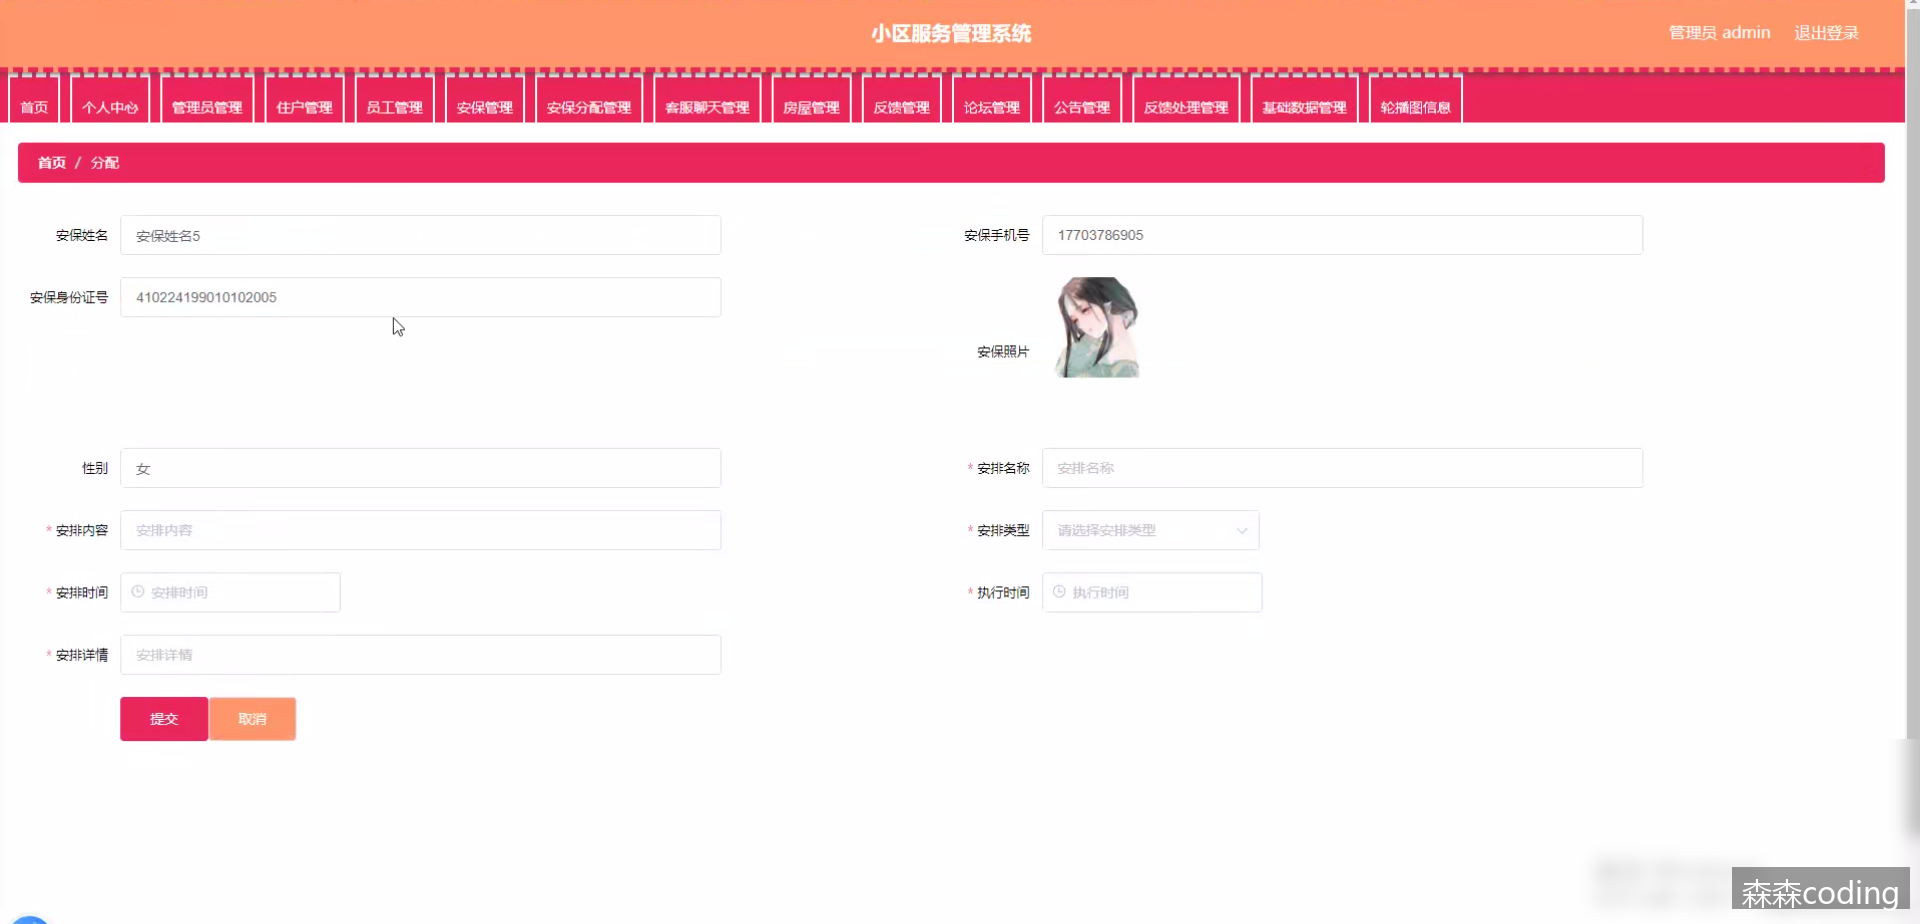 小区服务管理系统
管理员 admin 退出登录
首页 个人中心 管理员管理 住户管理 员工管理 安保管理 安保分配管理 客服聊天管理 房屋管理 反馈管理 论坛管理 公告管理 反馈处理管理 基础数据管理 轮播图信息
首页 / 分配
安保姓名 安保姓名5 安保手机号 17703786905
安保身份证号 410224199010102005
安保照片
性别 女 * 安排名称 安排名称
* 安排内容 安排内容 * 安排类型 请选择安排类型
* 安排时间 安排时间 * 执行时间 执行时间
* 安排详情 安排详情
提交 取消
森森coding